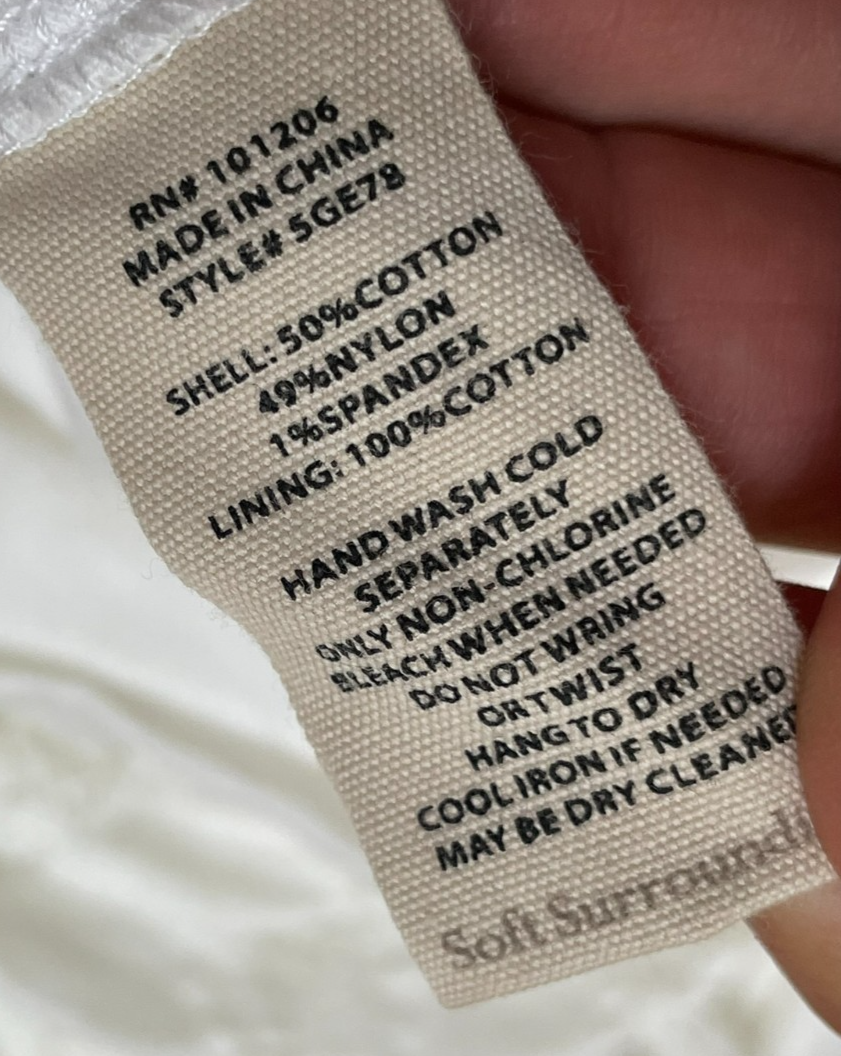 RN# 101206
MADE IN CHINA
STYLE# 5GE78
SHELL: 50%COTTON
49%NYLON
1%SPANDEX
LINING: 100%COTTON
HAND WASH COLD
SEPARATELY
ONLY NON-CHLORINE
BLEACH WHEN NEEDED
DO NOT WRING
OR TWIST
HANG TO DRY
COOL IRON IF NEEDED
MAY BE DRY CLEANED
Soft